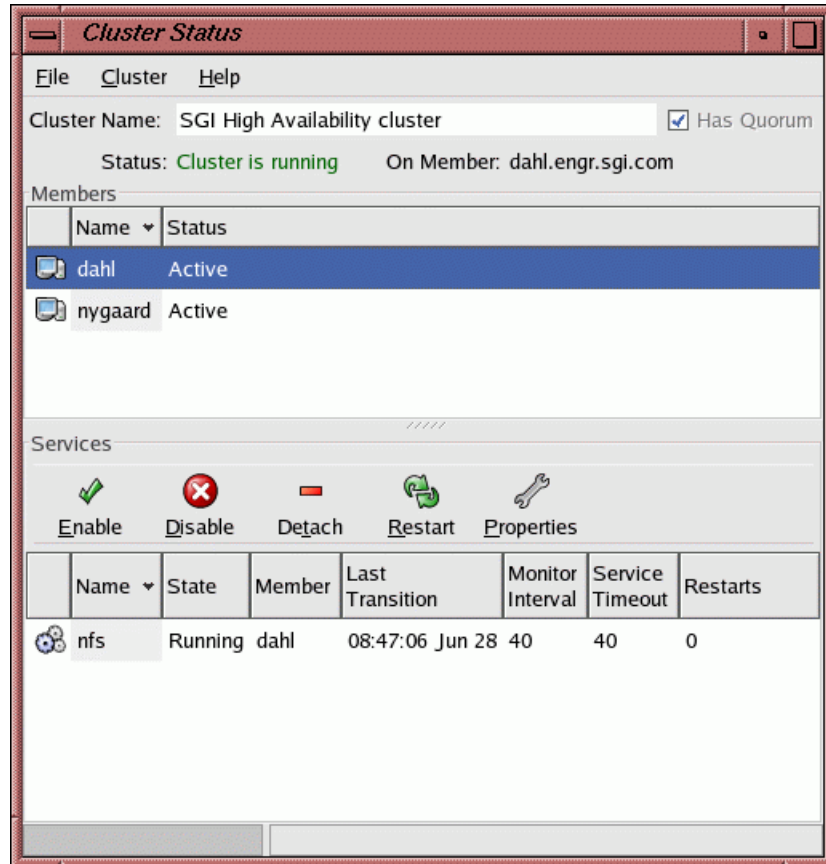 Cluster Status
File Cluster Help
Cluster Name: SGI High Availability cluster Has Quorum
Status: Cluster is running On Member: dahl.engr.sgi.com
Members
Name Status
dahl Active
nygaard Active
Services
Enable Disable Detach Restart Properties
Name State Member Last Transition Monitor Interval Service Timeout Restarts
nfs Running dahl 08:47:06 Jun 28 40 40 0